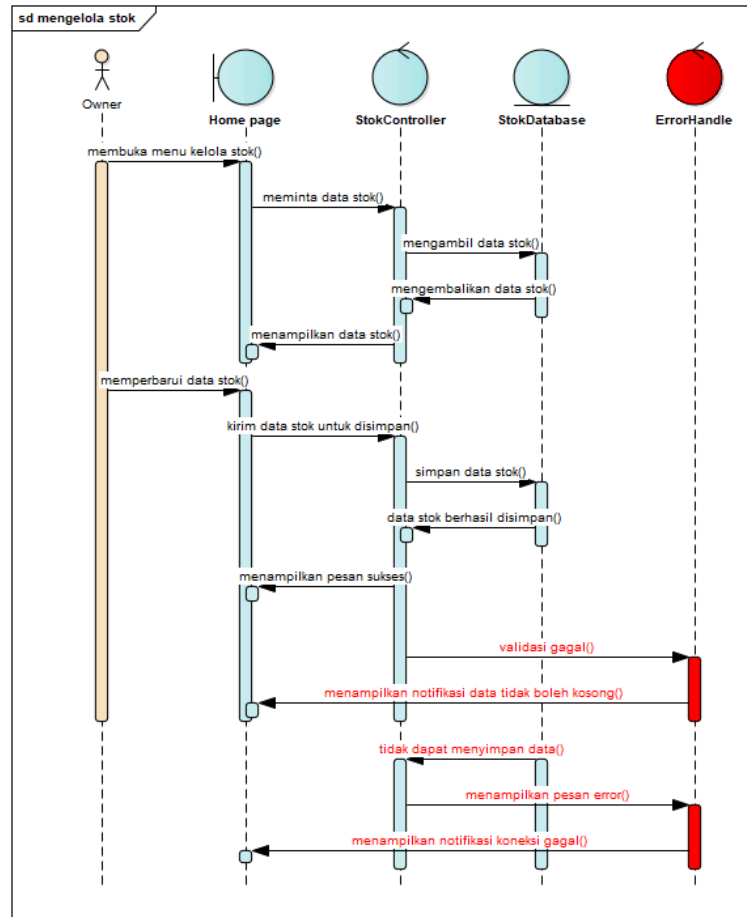 sd mengelola stok
Owner
Home page
StokController
StokDatabase
ErrorHandle
membuka menu kelola stok()
meminta data stok()
mengambil data stok()
mengembalikan data stok()
menampilkan data stok()
memperbarui data stok()
kirim data stok untuk disimpan()
simpan data stok()
data stok berhasil disimpan()
menampilkan pesan sukses()
validasi gagal()
menampilkan notifikasi data tidak boleh kosong()
tidak dapat menyimpan data()
menampilkan pesan error()
menampilkan notifikasi koneksi gagal()